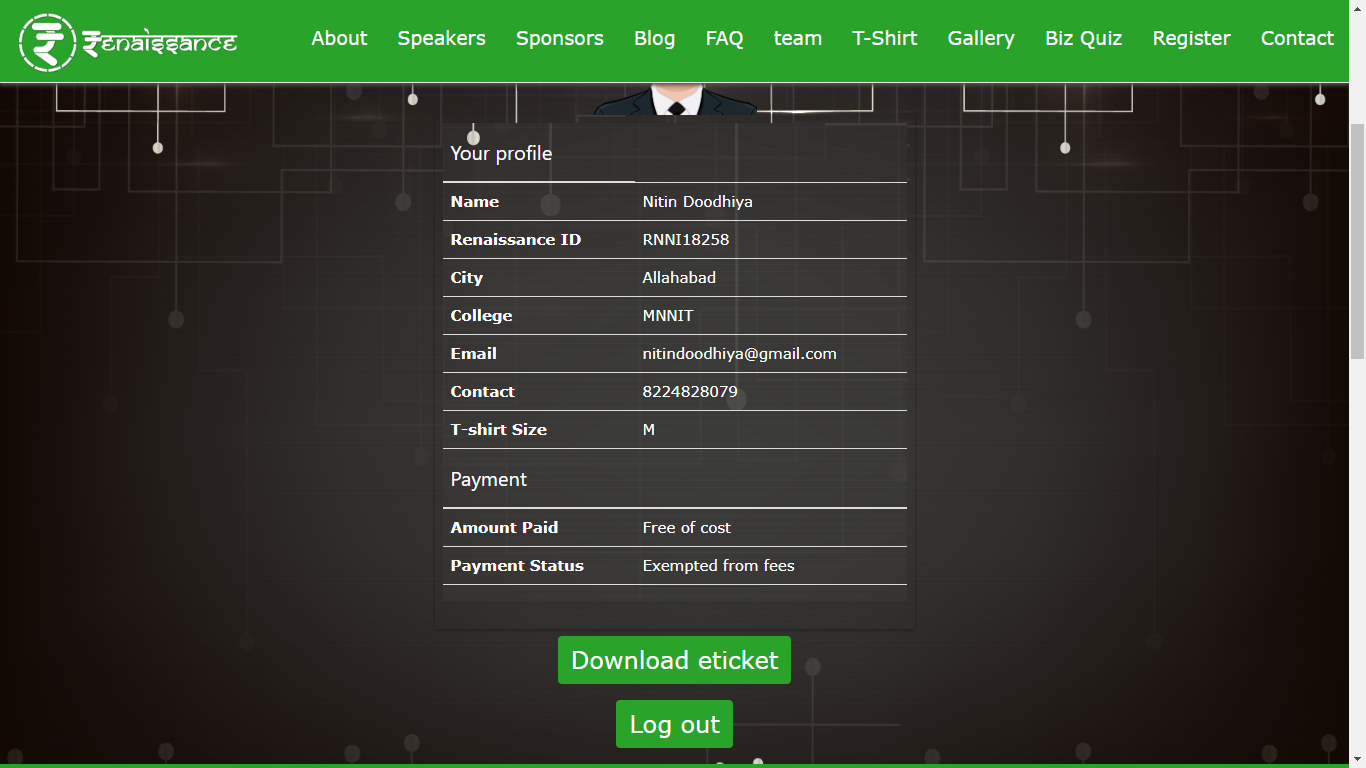 ₹ ₹enaissance About Speakers Sponsors Blog FAQ team T-Shirt Gallery Biz Quiz Register Contact
Your profile
Name Nitin Doodhiya
Renaissance ID RNNI18258
City Allahabad
College MNNIT
Email nitindoodhiya@gmail.com
Contact 8224828079
T-shirt Size M
Payment
Amount Paid Free of cost
Payment Status Exempted from fees
Download eticket
Log out